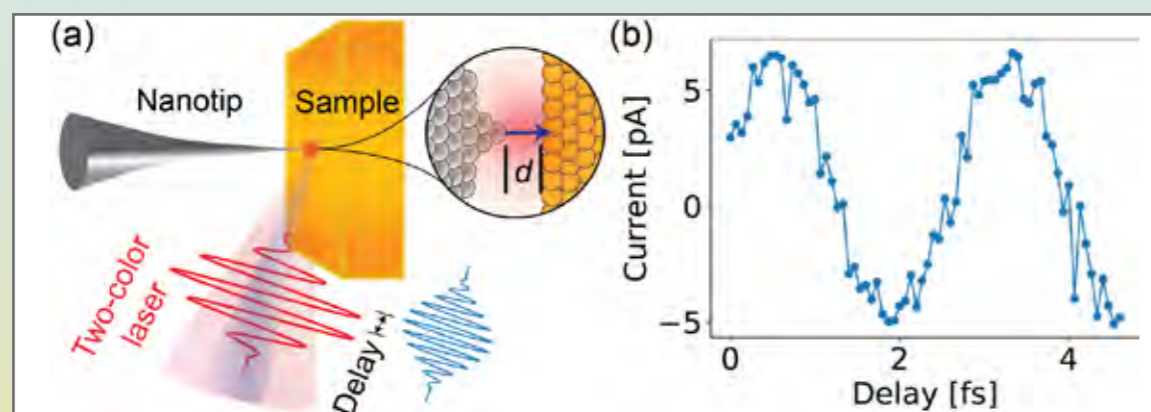 (a)
Nanotip
Sample
d
Two-color
laser
Delay
(b)
Current [pA]
5
0
−5
0
2
4
Delay [fs]